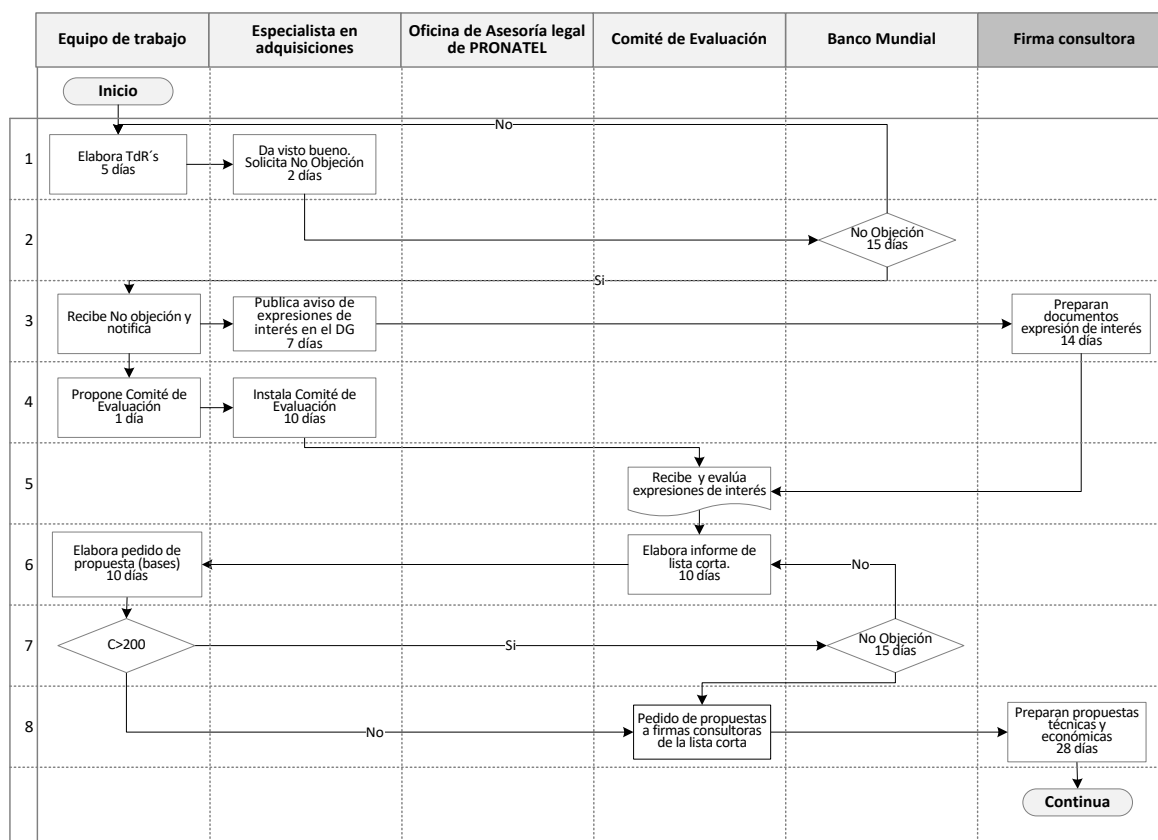 Equipo de trabajo
Especialista en
adquisiciones
Oficina de Asesoría legal
de PRONATEL
Comité de Evaluación
Banco Mundial
Firma consultora
Inicio
No
1
Elabora TdR´s
5 días
Da visto bueno.
Solicita No Objeción
2 días
2
No Objeción
15 días
Si
3
Recibe No objeción y
notifica
Publica aviso de
expresiones de
interés en el DG
7 días
Preparan
documentos
expresión de interés
14 días
4
Propone Comité de
Evaluación
1 día
Instala Comité de
Evaluación
10 días
5
Recibe y evalúa
expresiones de interés
6
Elabora pedido de
propuesta (bases)
10 días
Elabora informe de
lista corta.
10 días
No
7
C>200
Si
No Objeción
15 días
8
No
Pedido de propuestas
a firmas consultoras
de la lista corta
Preparan propuestas
técnicas y
económicas
28 días
Continua